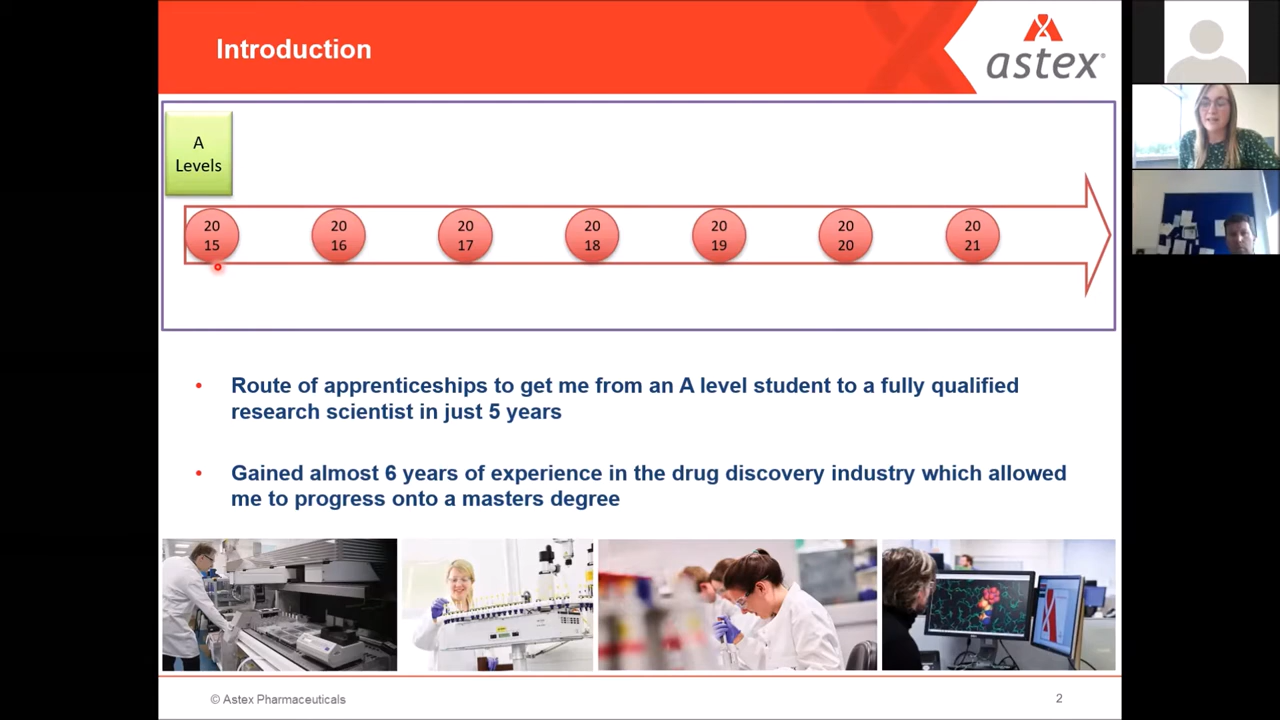 Introduction
astex
A
Levels
20
15
20
16
20
17
20
18
20
19
20
20
20
21
• Route of apprenticeships to get me from an A level student to a fully qualified
research scientist in just 5 years
• Gained almost 6 years of experience in the drug discovery industry which allowed
me to progress onto a masters degree
© Astex Pharmaceuticals
2